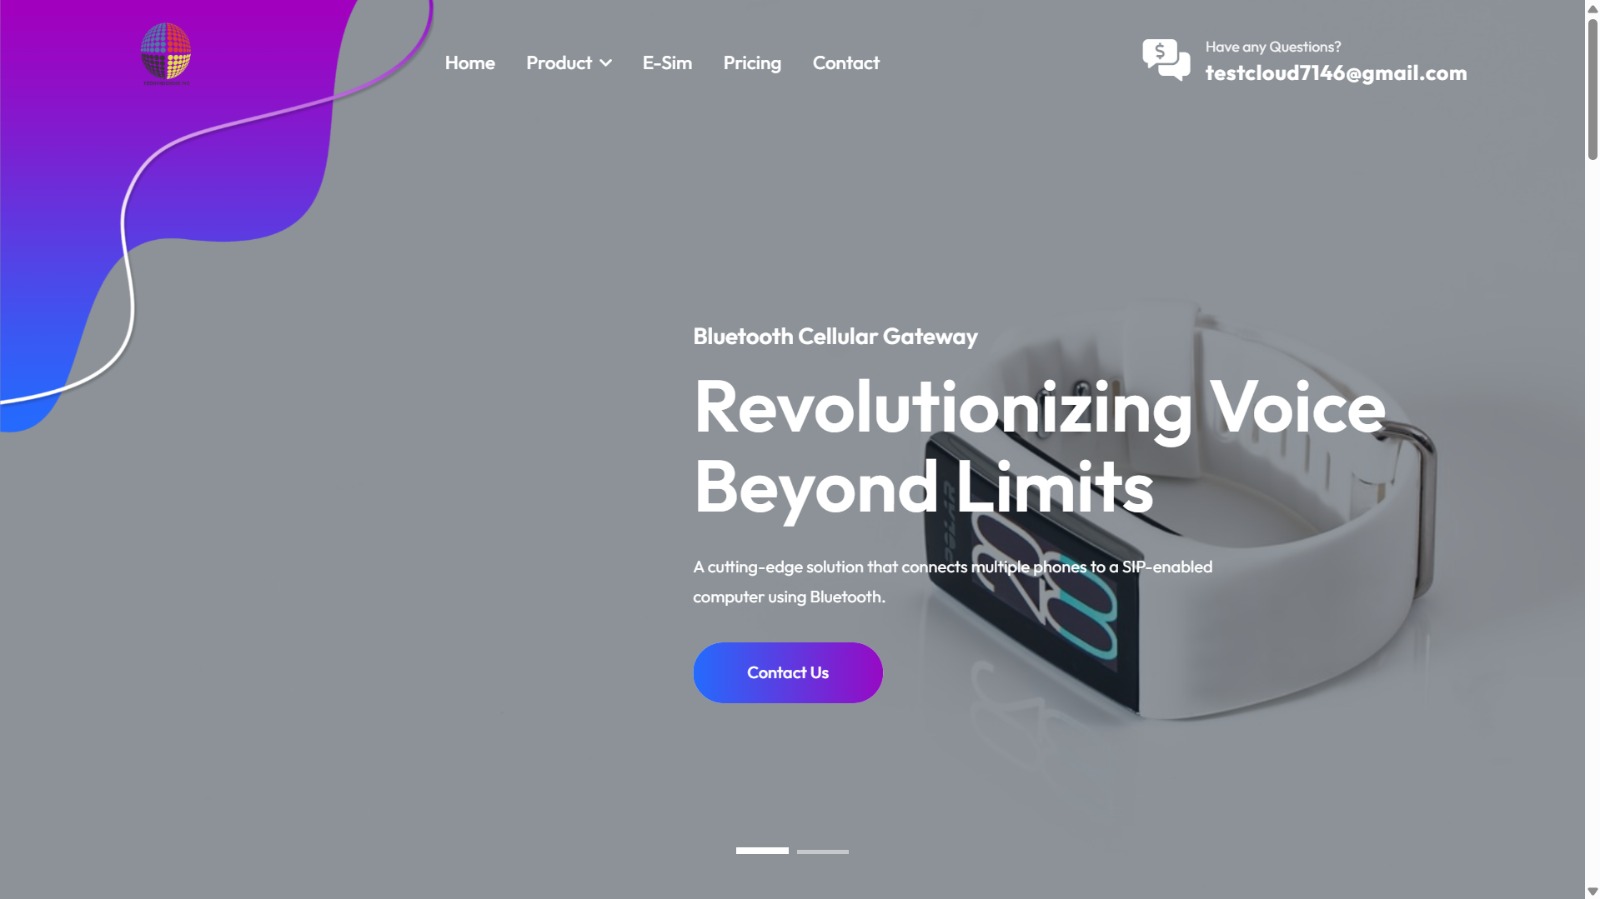 Home Product E-Sim Pricing Contact
Have any Questions?
testcloud7146@gmail.com
Bluetooth Cellular Gateway
Revolutionizing Voice
Beyond Limits
A cutting-edge solution that connects multiple phones to a SIP-enabled
computer using Bluetooth.
Contact Us
POLAR